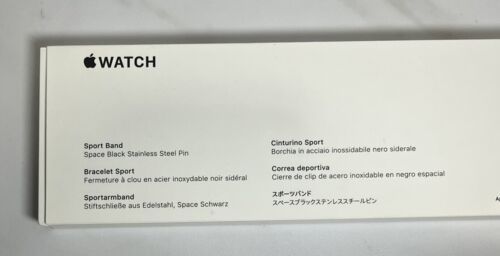 WATCH
Sport Band
Space Black Stainless Steel Pin
Bracelet Sport
Fermeture à clou en acier inoxydable noir sidéral
Sportarmband
Stiftschließe aus Edelstahl, Space Schwarz
Cinturino Sport
Borchia in acciaio inossidabile nero siderale
Correa deportiva
Cierre de clip de acero inoxidable en negro espacial
スポーツバンド
スペースブラックステンレススチールピン